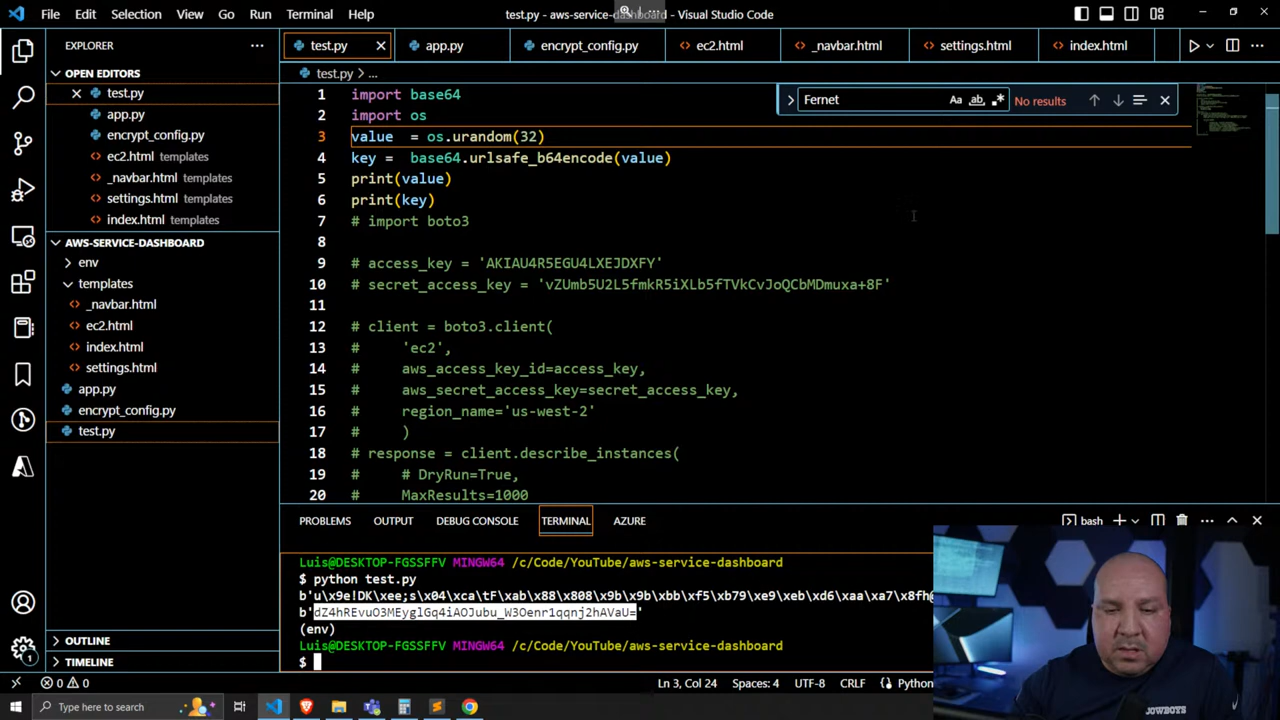 File Edit Selection View Go Run Terminal Help
test.py - aws-service-dashboard - Visual Studio Code
EXPLORER
OPEN EDITORS
test.py
app.py
encrypt_config.py
ec2.html templates
_navbar.html templates
settings.html templates
index.html templates
AWS-SERVICE-DASHBOARD
env
templates
_navbar.html
ec2.html
index.html
settings.html
app.py
encrypt_config.py
test.py
OUTLINE
TIMELINE
test.py app.py encrypt_config.py ec2.html _navbar.html settings.html index.html
test.py > ...
Fernet Aa ab .* No results
1 import base64
2 import os
3 value  = os.urandom(32)
4 key =  base64.urlsafe_b64encode(value)
5 print(value)
6 print(key)
7 # import boto3
8
9 # access_key = 'AKIAU4R5EGU4LXEJDXFY'
10 # secret_access_key = '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'
11
12 # client = boto3.client(
13 #     'ec2',
14 #     aws_access_key_id=access_key,
15 #     aws_secret_access_key=secret_access_key,
16 #     region_name='us-west-2'
17 #     )
18 # response = client.describe_instances(
19 #     # DryRun=True,
20 #     MaxResults=1000
PROBLEMS OUTPUT DEBUG CONSOLE TERMINAL AZURE
bash
Luis@DESKTOP-FGSSFFV MINGW64 /c/Code/YouTube/aws-service-dashboard
$ python test.py
b'u\x9e!DK\xee;s\x04\xca\tF\xab\x88\x808\x9b\x9b\xbb\xf5\xb79\xe9\xeb\xd6\xaa\xa7\x8fh@
b'dZ4hREvuO3MEyglGq4iAOJubu_W3Oenr1qqnj2hAVaU='
(env)
Luis@DESKTOP-FGSSFFV MINGW64 /c/Code/YouTube/aws-service-dashboard
$
1
0 0 Ln 3, Col 24 Spaces: 4 UTF-8 CRLF Python
Type here to search
JOWBOYS